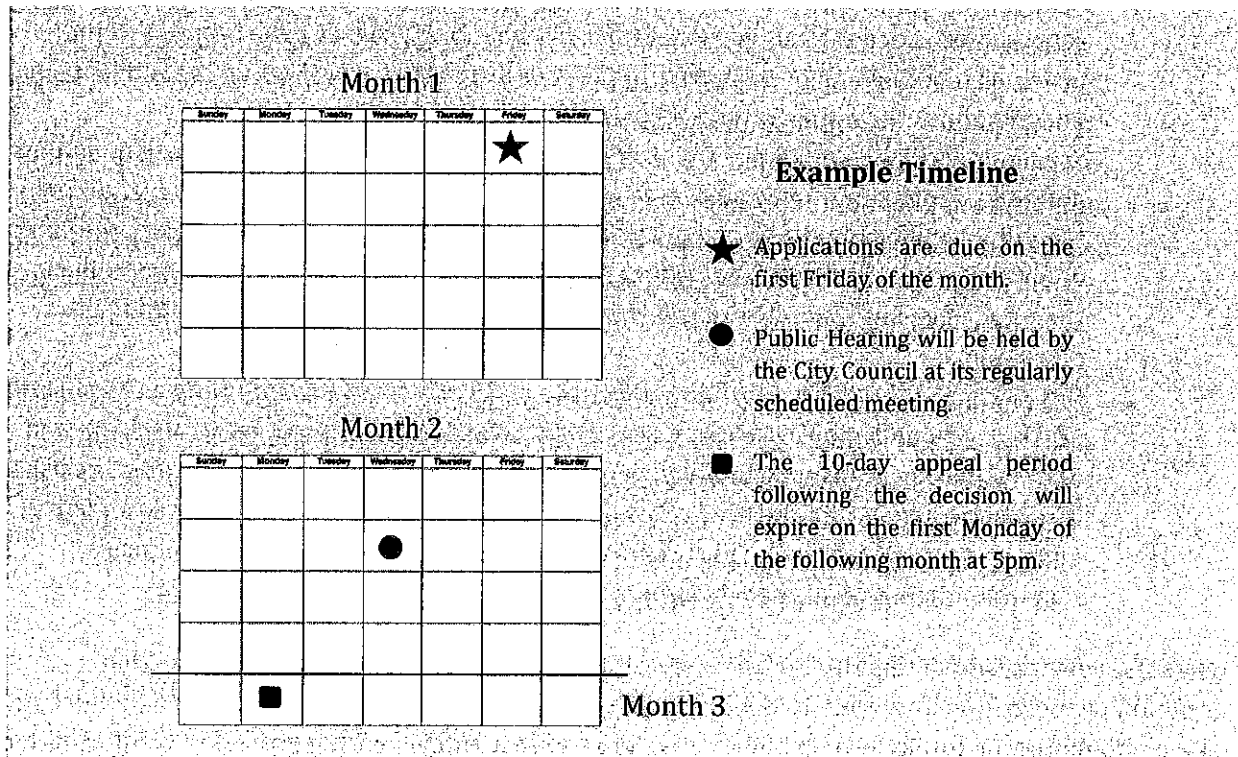 Month 1
Sunday Monday Tuesday Wednesday Thursday Friday Saturday
Example Timeline
Applications are due on the
first Friday of the month.
Public Hearing will be held by
the City Council at its regularly
scheduled meeting.
Month 2
Sunday Monday Tuesday Wednesday Thursday Friday Saturday
The 10-day appeal period
following the decision will
expire on the first Monday of
the following month at 5pm.
Month 3